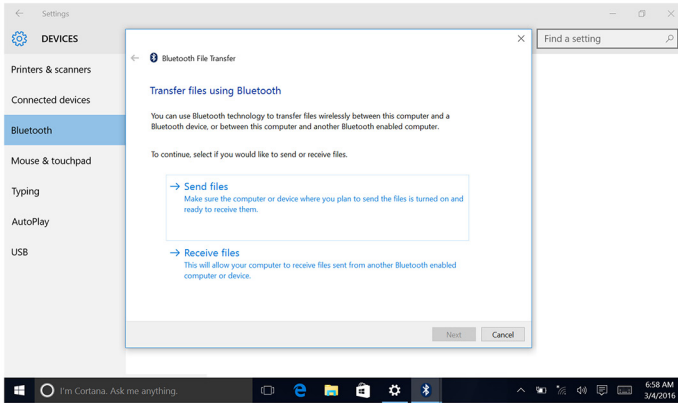 Settings
DEVICES
Find a setting
Printers & scanners
Connected devices
Bluetooth
Mouse & touchpad
Typing
AutoPlay
USB
Bluetooth File Transfer
Transfer files using Bluetooth
You can use Bluetooth technology to transfer files wirelessly between this computer and a
Bluetooth device, or between this computer and another Bluetooth enabled computer.
To continue, select if you would like to send or receive files.
Send files
Make sure the computer or device where you plan to send the files is turned on and
ready to receive them.
Receive files
This will allow your computer to receive files sent from another Bluetooth enabled
computer or device.
Next
Cancel
I'm Cortana. Ask me anything.
6:58 AM
3/4/2016